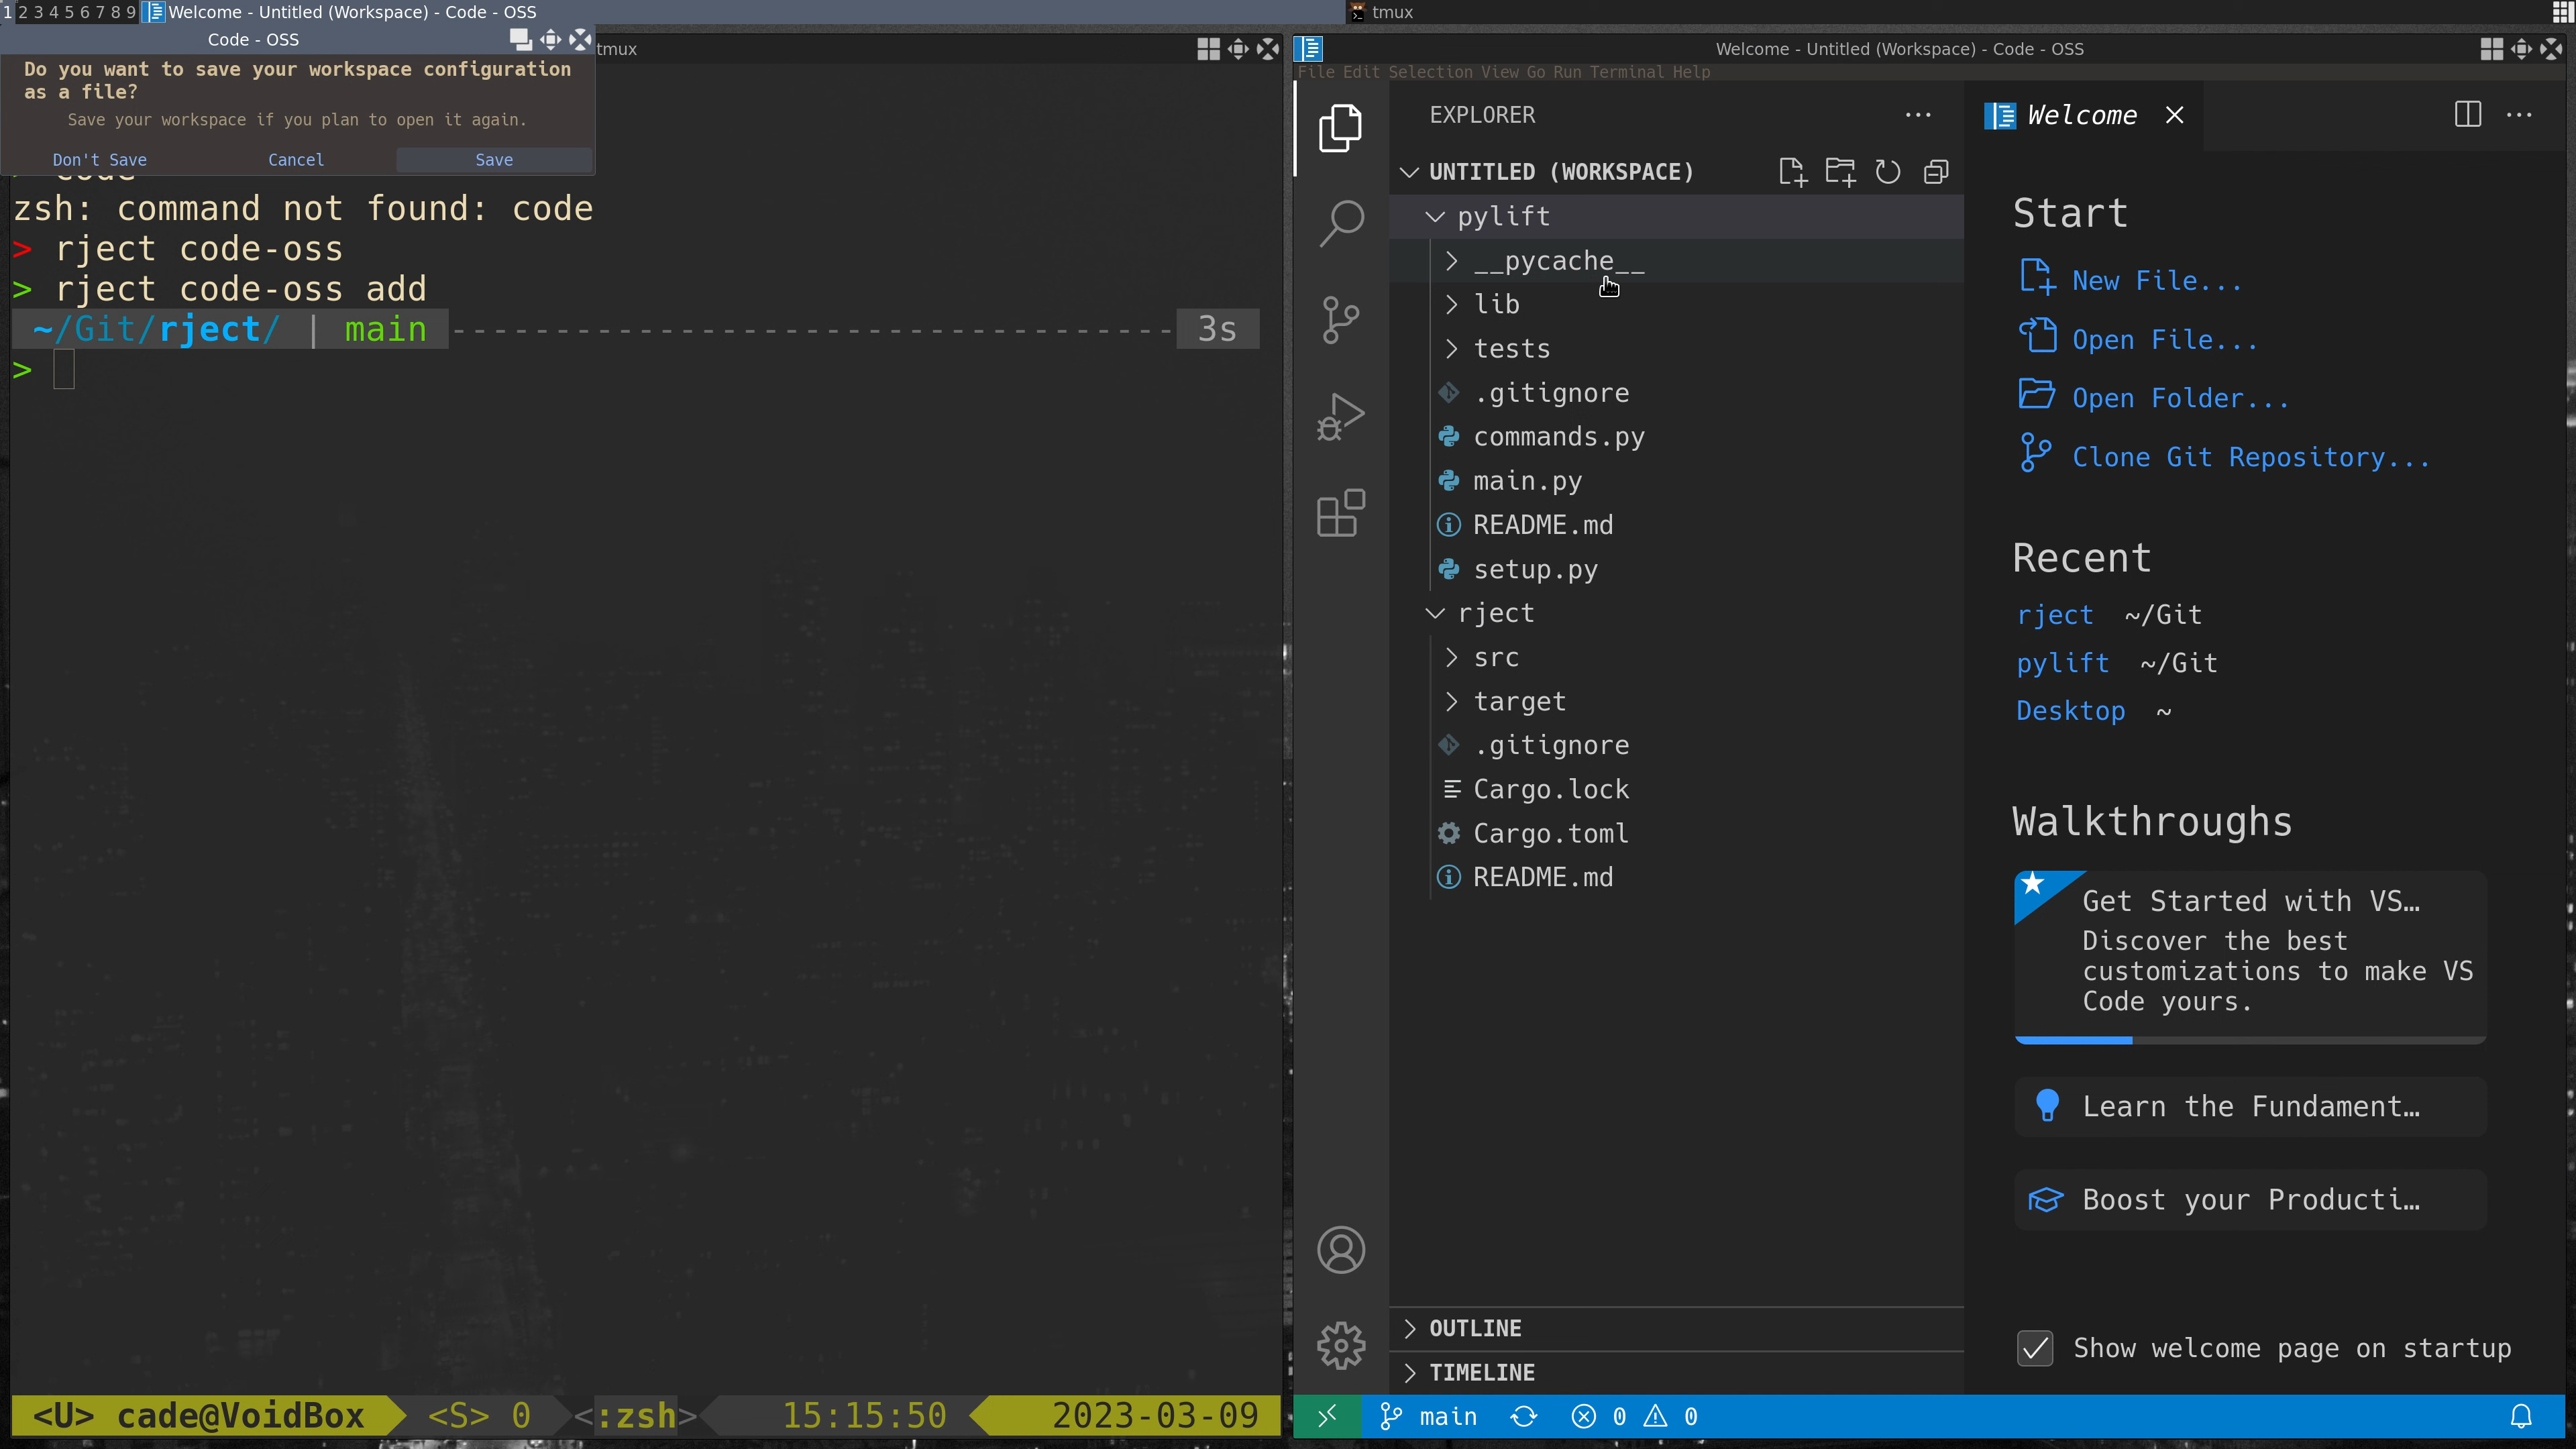 1 2 3 4 5 6 7 8 9 Welcome - Untitled (Workspace) - Code - OSS
tmux
Code - OSS
Do you want to save your workspace configuration
as a file?
Save your workspace if you plan to open it again.
Don't Save Cancel Save
tmux
> code
zsh: command not found: code
> rject code-oss
> rject code-oss add
~/Git/rject/ | main ----------------------------------- 3s
>
<U> cade@VoidBox <S> 0 <:zsh> 15:15:50 2023-03-09
Welcome - Untitled (Workspace) - Code - OSS
File Edit Selection View Go Run Terminal Help
EXPLORER ...
UNTITLED (WORKSPACE)
pylift
__pycache__
lib
tests
.gitignore
commands.py
main.py
README.md
setup.py
rject
src
target
.gitignore
Cargo.lock
Cargo.toml
README.md
OUTLINE
TIMELINE
Welcome
Start
New File...
Open File...
Open Folder...
Clone Git Repository...
Recent
rject ~/Git
pylift ~/Git
Desktop ~
Walkthroughs
Get Started with VS…
Discover the best
customizations to make VS
Code yours.
Learn the Fundament…
Boost your Producti…
Show welcome page on startup
main 0 0